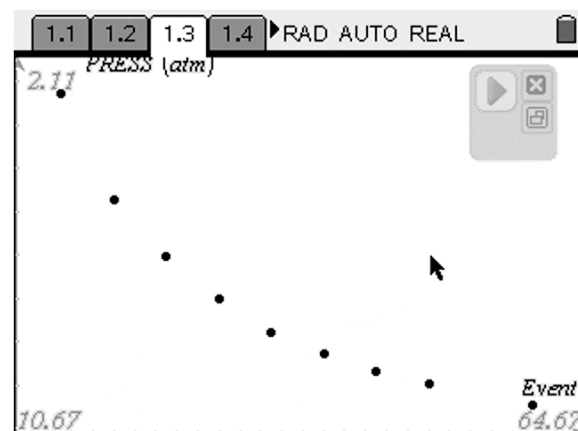 1.1 1.2 1.3 1.4 RAD AUTO REAL
PRESS (atm)
2.11
Event
10.67 64.67